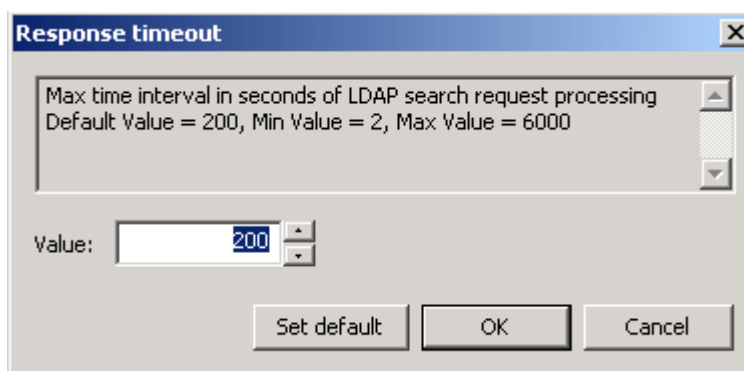 Response timeout
Max time interval in seconds of LDAP search request processing
Default Value = 200, Min Value = 2, Max Value = 6000
Value: 200
Set default OK Cancel